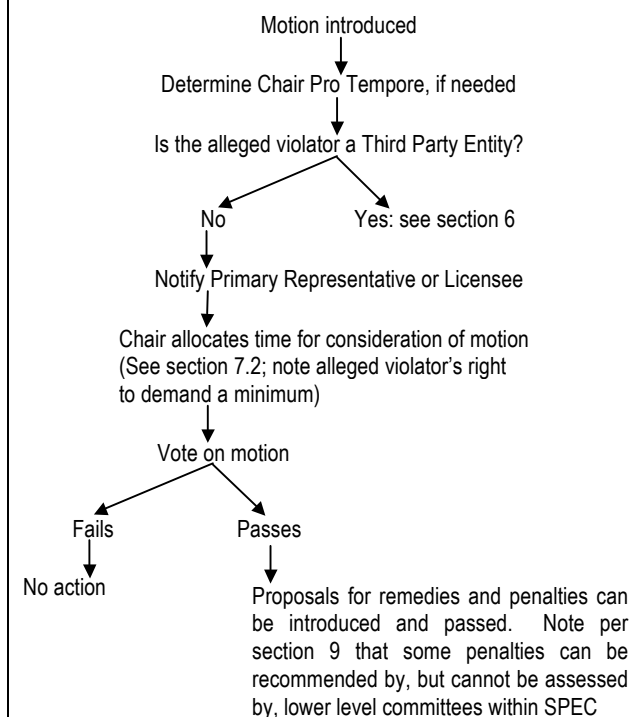 Motion introduced
Determine Chair Pro Tempore, if needed
Is the alleged violator a Third Party Entity?
No
Yes: see section 6
Notify Primary Representative or Licensee
Chair allocates time for consideration of motion
(See section 7.2; note alleged violator's right
to demand a minimum)
Vote on motion
Fails
Passes
No action
Proposals for remedies and penalties can
be introduced and passed. Note per
section 9 that some penalties can be
recommended by, but cannot be assessed
by, lower level committees within SPEC